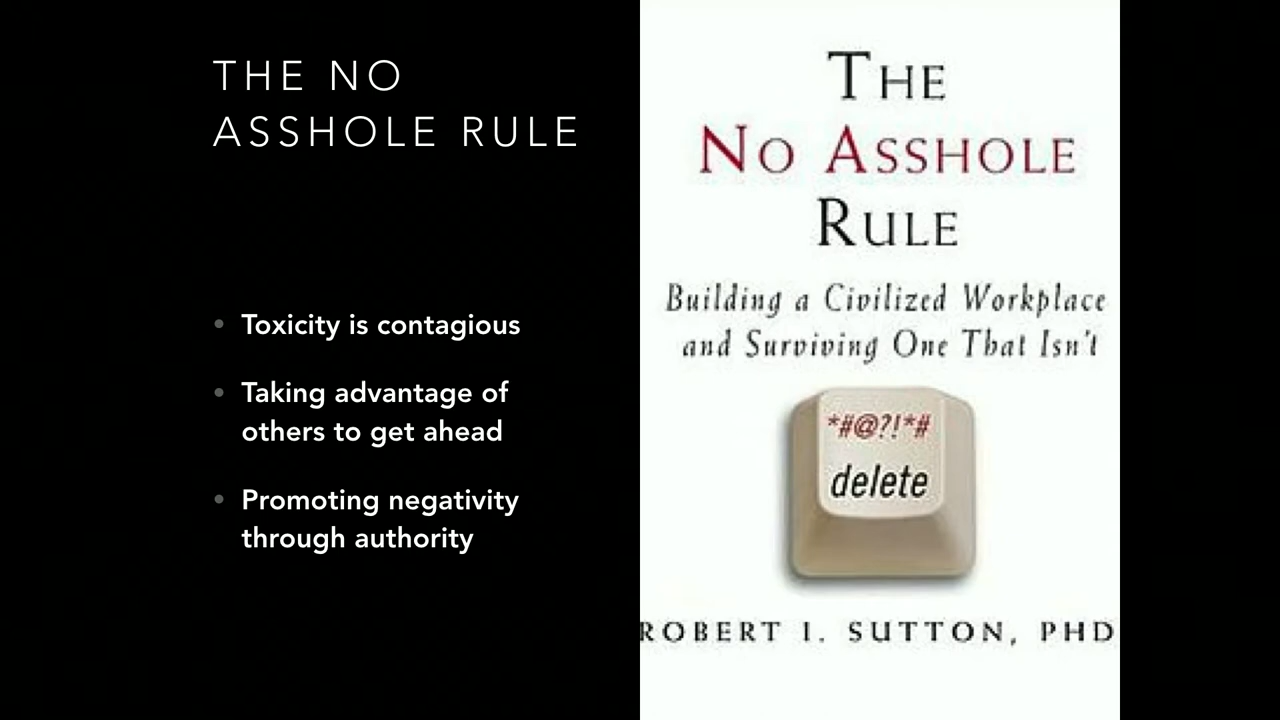 THE NO
ASSHOLE RULE
• Toxicity is contagious
• Taking advantage of
others to get ahead
• Promoting negativity
through authority
THE
NO ASSHOLE
RULE
Building a Civilized Workplace
and Surviving One That Isn't
*#@?!*#
delete
ROBERT I. SUTTON, PHD